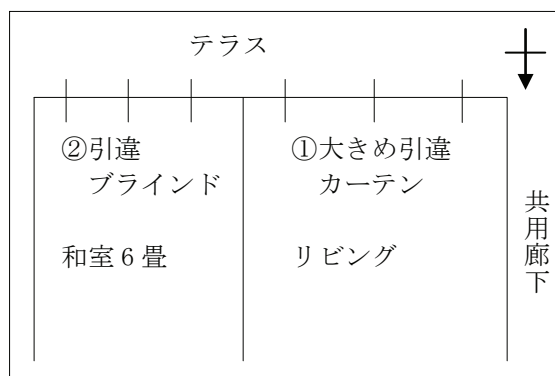 テラス
②引違
ブラインド
①大きめ引違
カーテン
和室6畳
リビング
共用廊下